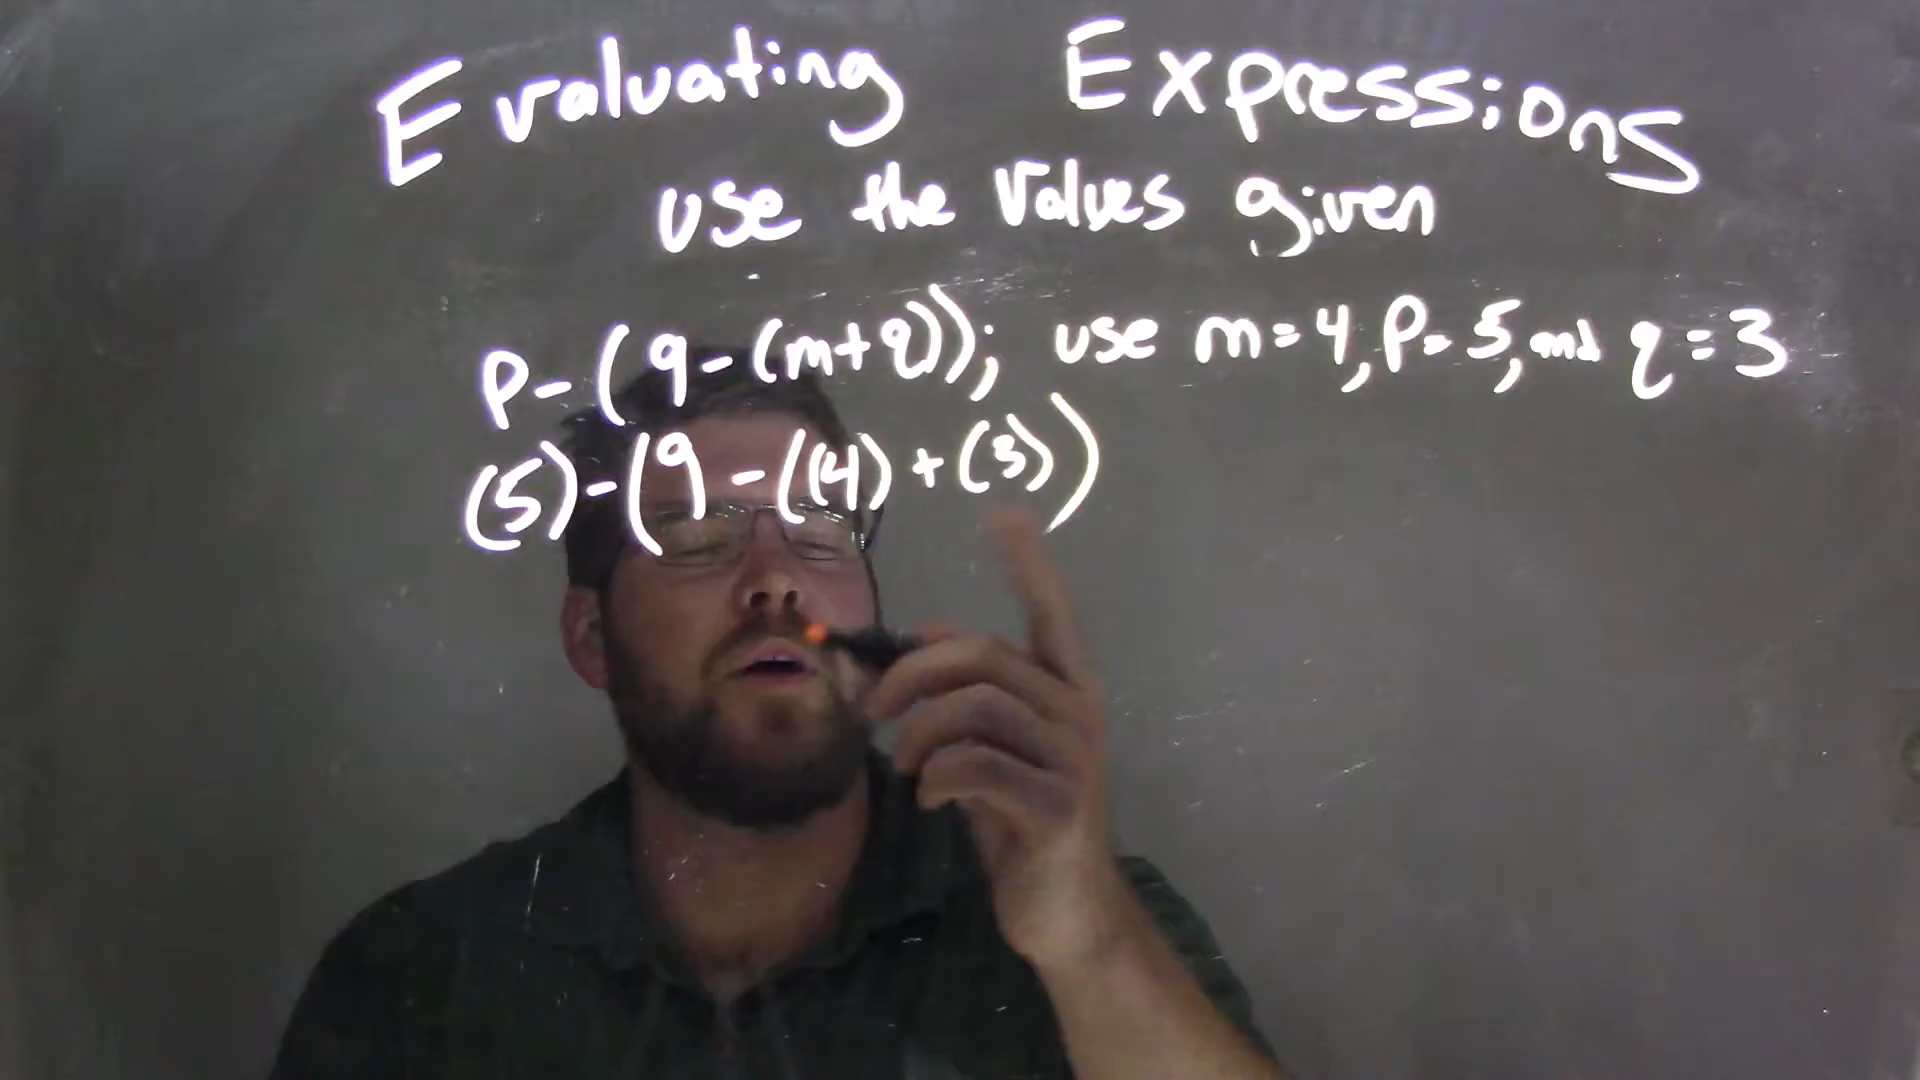 Evaluating Expressions
use the values given
P-(9-(m+q)); use m=4, P=5, and q=3
(5)-(9-((4)+(3))